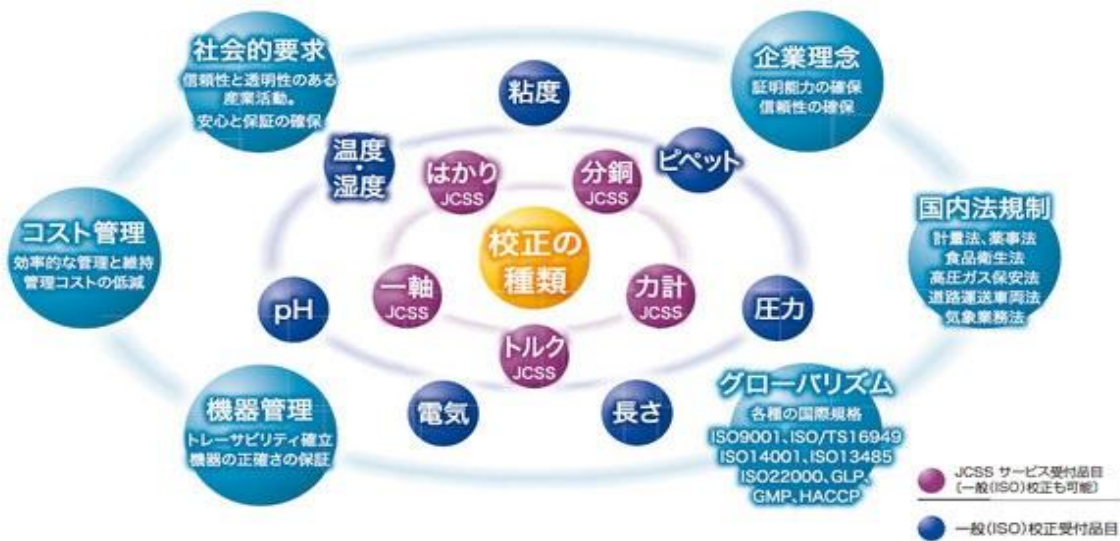 社会的要求
信頼性と透明性のある
産業活動。
安心と保証の確保
企業理念
証明能力の確保
信頼性の確保
粘度
温度
・
湿度
ピペット
はかり
JCSS
分銅
JCSS
コスト管理
効率的な管理と維持
管理コストの低減
校正の
種類
国内法規制
計量法、薬事法
食品衛生法
高圧ガス保安法
道路運送車両法
気象業務法
一軸
JCSS
力計
JCSS
pH
圧力
トルク
JCSS
機器管理
トレーサビリティ確立
機器の正確さの保証
電気
長さ
グローバリズム
各種の国際規格
ISO9001、ISO/TS16949
ISO14001、ISO13485
ISO22000、GLP、
GMP、HACCP
JCSS サービス受付品目
〔一般(ISO)校正も可能〕
一般(ISO)校正受付品目